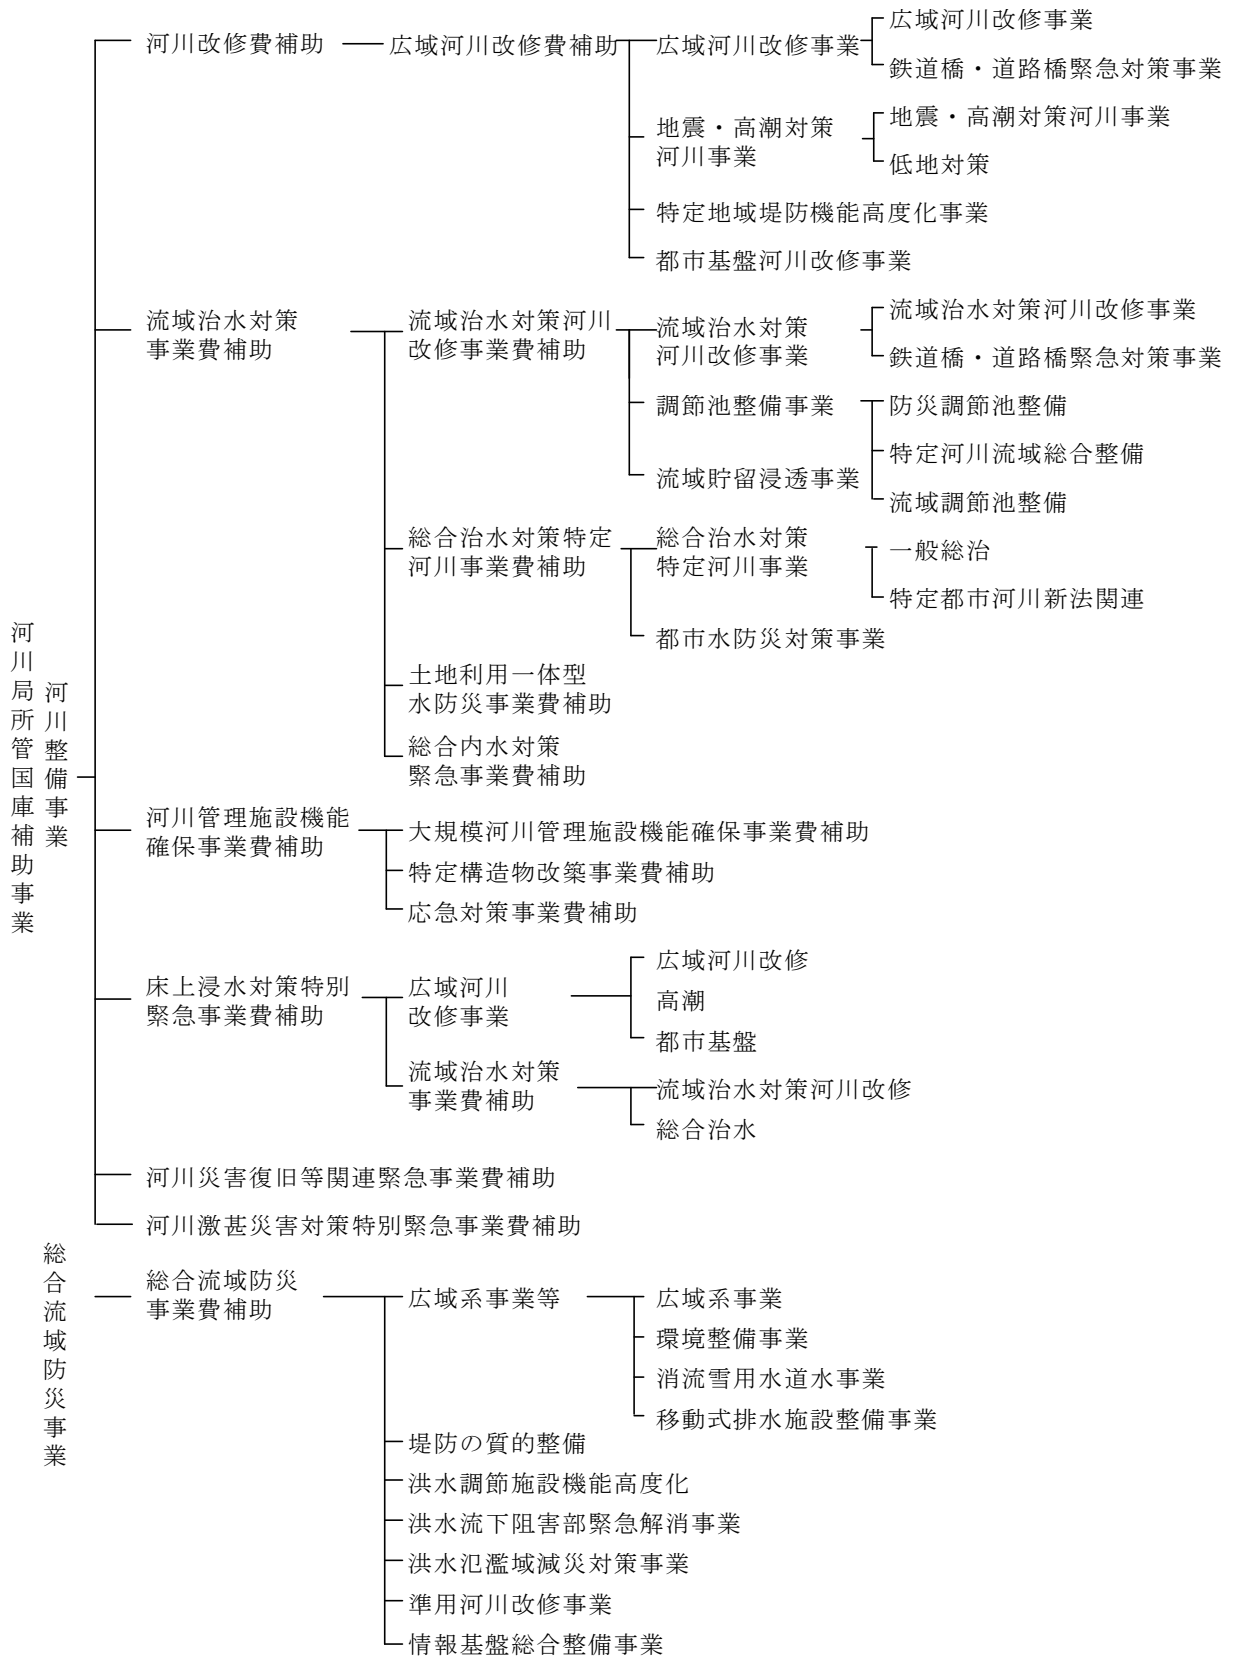 河川局所管国庫補助事業
河川整備事業
河川改修費補助
広域河川改修費補助
広域河川改修事業
広域河川改修事業
鉄道橋・道路橋緊急対策事業
地震・高潮対策
河川事業
地震・高潮対策河川事業
低地対策
特定地域堤防機能高度化事業
都市基盤河川改修事業
流域治水対策
事業費補助
流域治水対策河川
改修事業費補助
流域治水対策
河川改修事業
流域治水対策河川改修事業
鉄道橋・道路橋緊急対策事業
調節池整備事業
防災調節池整備
特定河川流域総合整備
流域調節池整備
流域貯留浸透事業
総合治水対策特定
河川事業費補助
総合治水対策
特定河川事業
一般総治
特定都市河川新法関連
都市水防災対策事業
土地利用一体型
水防災事業費補助
総合内水対策
緊急事業費補助
河川管理施設機能
確保事業費補助
大規模河川管理施設機能確保事業費補助
特定構造物改築事業費補助
応急対策事業費補助
床上浸水対策特別
緊急事業費補助
広域河川
改修事業
広域河川改修
高潮
都市基盤
流域治水対策
事業費補助
流域治水対策河川改修
総合治水
河川災害復旧等関連緊急事業費補助
河川激甚災害対策特別緊急事業費補助
総合流域防災事業
総合流域防災
事業費補助
広域系事業等
広域系事業
環境整備事業
消流雪用水道水事業
移動式排水施設整備事業
堤防の質的整備
洪水調節施設機能高度化
洪水流下阻害部緊急解消事業
洪水氾濫域減災対策事業
準用河川改修事業
情報基盤総合整備事業